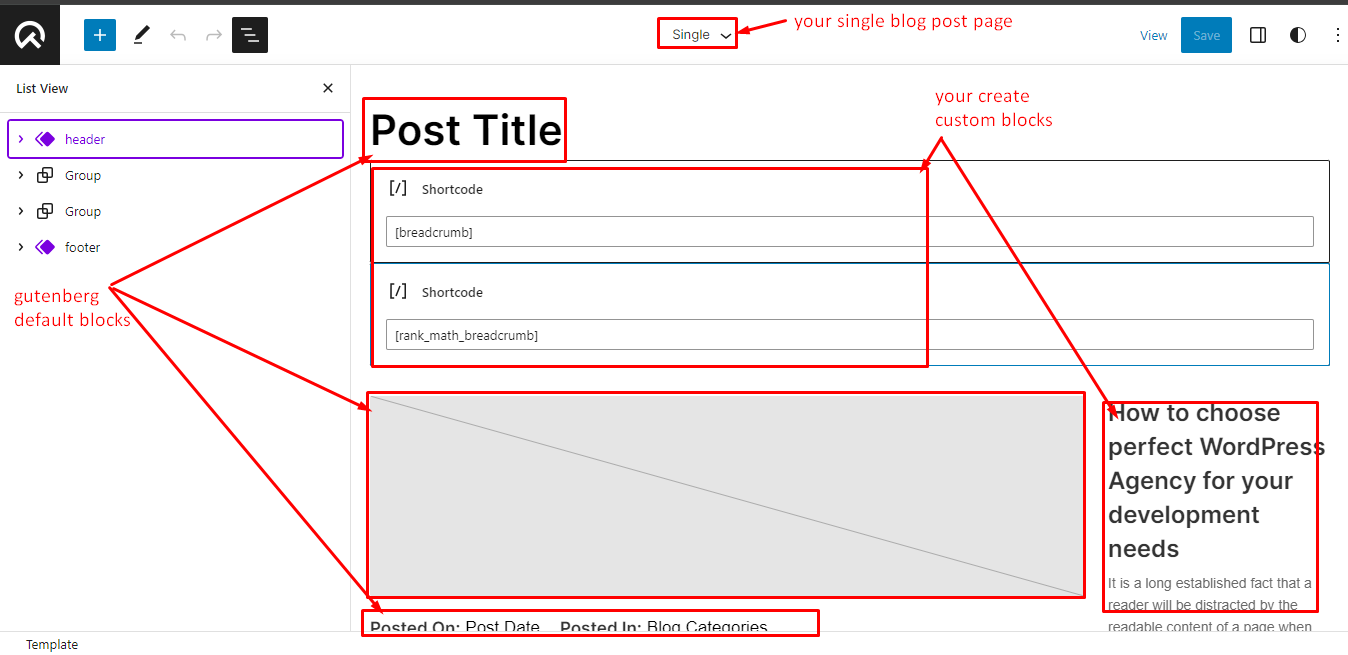 Single
your single blog post page
View
Save
List View
header
Group
Group
footer
gutenberg
default blocks
your create
custom blocks
Post Title
[/] Shortcode
[breadcrumb]
[/] Shortcode
[rank_math_breadcrumb]
How to choose
perfect WordPress
Agency for your
development
needs
It is a long established fact that a
reader will be distracted by the
readable content of a page when
Posted On: Post Date Posted In: Blog Categories
Template